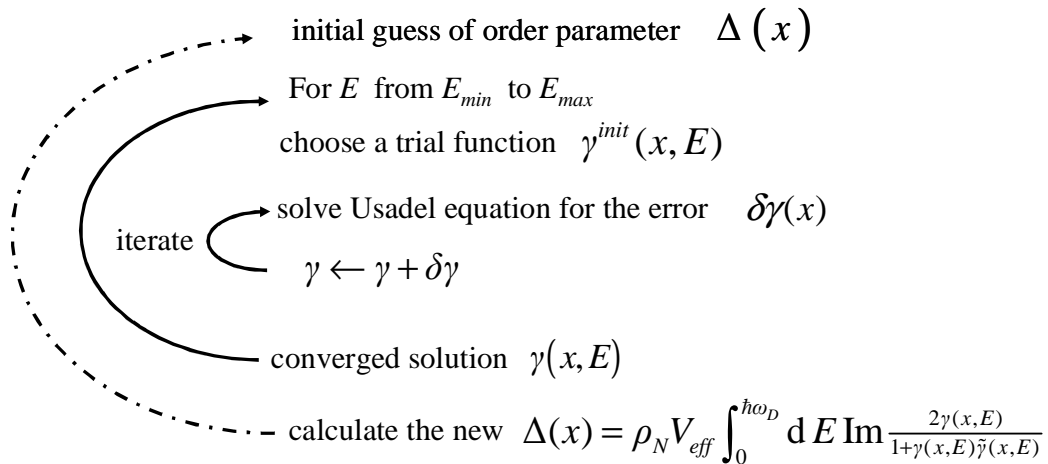 initial guess of order parameter Δ(x)
For E from E_min to E_max
choose a trial function γ^init(x, E)
solve Usadel equation for the error δγ(x)
iterate
γ ← γ + δγ
converged solution γ(x, E)
calculate the new Δ(x) = ρ_N V_eff ∫_0^{ħω_D} d E Im 2γ(x,E)/(1+γ(x,E)γ̃(x,E))